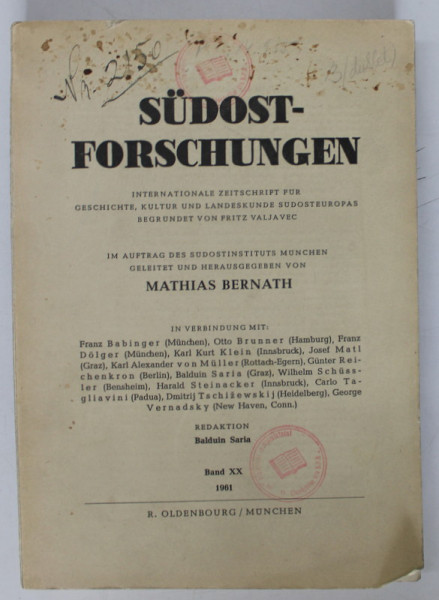 Nr. 2150
SÜDOST-
FORSCHUNGEN
INTERNATIONALE ZEITSCHRIFT FÜR
GESCHICHTE, KULTUR UND LANDESKUNDE SÜDOSTEUROPAS
BEGRÜNDET VON FRITZ VALJAVEC
IM AUFTRAG DES SÜDOSTINSTITUTS MÜNCHEN
GELEITET UND HERAUSGEGEBEN VON
MATHIAS BERNATH
IN VERBINDUNG MIT:
Franz Babinger (München), Otto Brunner (Hamburg), Franz
Dölger (München), Karl Kurt Klein (Innsbruck), Josef Matl
(Graz), Karl Alexander von Müller (Rottach-Egern), Günter Rei-
chenkron (Berlin), Balduin Saria (Graz), Wilhelm Schüss-
ler (Bensheim), Harald Steinacker (Innsbruck), Carlo Ta-
gliavini (Padua), Dmitrij Tschižewskij (Heidelberg), George
Vernadsky (New Haven, Conn.)
REDAKTION
Balduin Saria
Band XX
1961
R. OLDENBOURG / MÜNCHEN